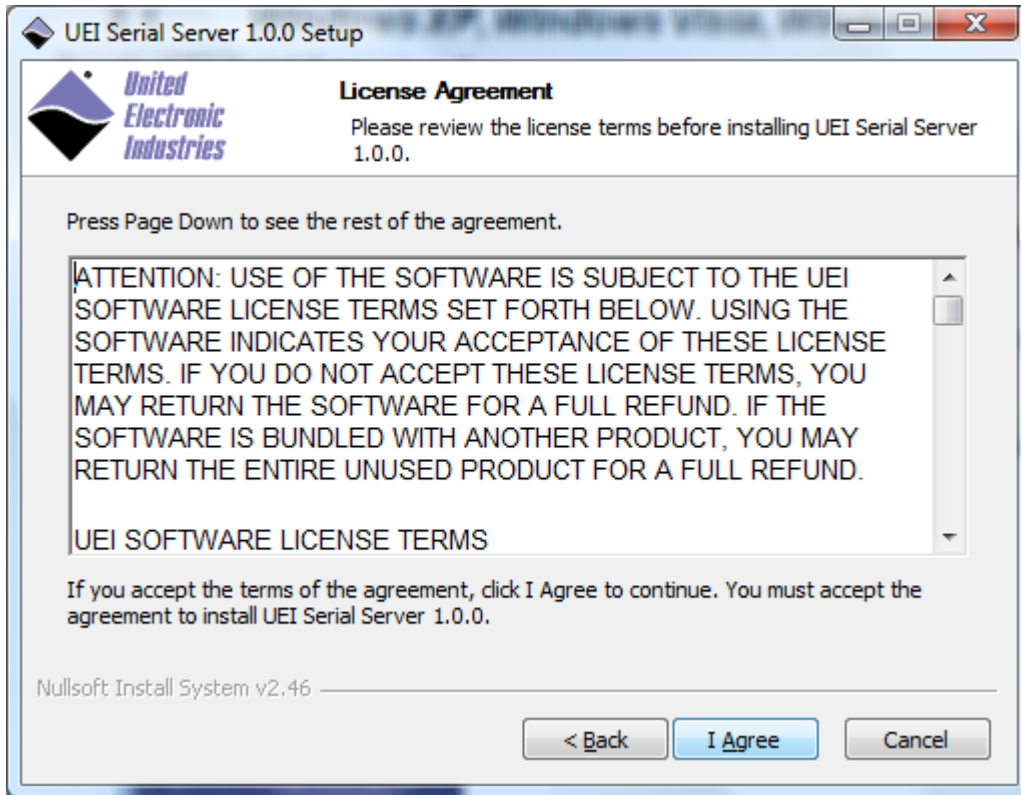 Windows XP, Windows Vista,
UEI Serial Server 1.0.0 Setup
United
Electronic
Industries
License Agreement
Please review the license terms before installing UEI Serial Server
1.0.0.
Press Page Down to see the rest of the agreement.
ATTENTION: USE OF THE SOFTWARE IS SUBJECT TO THE UEI
SOFTWARE LICENSE TERMS SET FORTH BELOW. USING THE
SOFTWARE INDICATES YOUR ACCEPTANCE OF THESE LICENSE
TERMS. IF YOU DO NOT ACCEPT THESE LICENSE TERMS, YOU
MAY RETURN THE SOFTWARE FOR A FULL REFUND. IF THE
SOFTWARE IS BUNDLED WITH ANOTHER PRODUCT, YOU MAY
RETURN THE ENTIRE UNUSED PRODUCT FOR A FULL REFUND.
UEI SOFTWARE LICENSE TERMS
If you accept the terms of the agreement, click I Agree to continue. You must accept the
agreement to install UEI Serial Server 1.0.0.
Nullsoft Install System v2.46
< Back
I Agree
Cancel